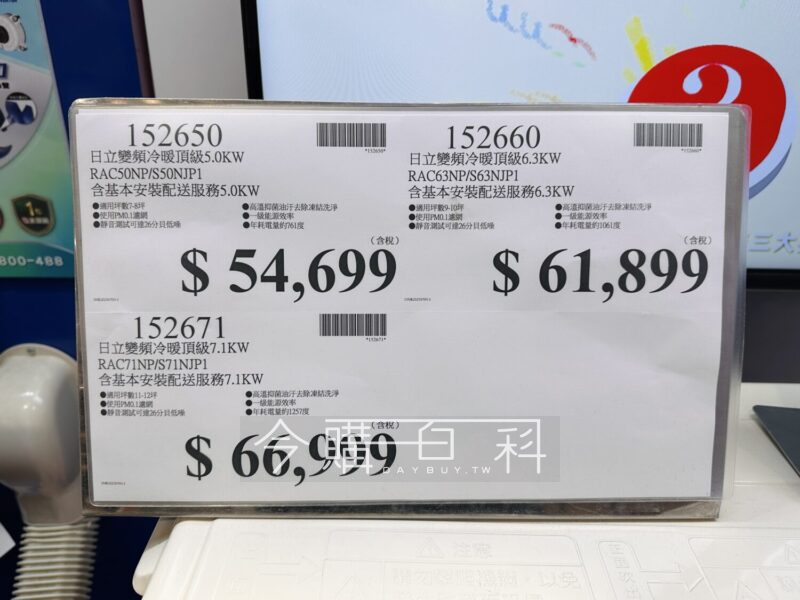 152650
*152650*
日立變頻冷暖頂級5.0KW
RAC50NP/S50NJP1
含基本安裝配送服務5.0KW
●適用坪數7-8坪
●使用PM0.1濾網
●靜音測試可達26分貝低噪
●高溫抑菌油汙去除凍結洗淨
●一級能源效率
●年耗電量約761度
(含稅)
$ 54,699
152660
*152660*
日立變頻冷暖頂級6.3KW
RAC63NP/S63NJP1
含基本安裝配送服務6.3KW
●適用坪數9-10坪
●使用PM0.1濾網
●靜音測試可達26分貝低噪
●高溫抑菌油汙去除凍結洗淨
●一級能源效率
●年耗電量約1061度
(含稅)
$ 61,899
152671
*152671*
日立變頻冷暖頂級7.1KW
RAC71NP/S71NJP1
含基本安裝配送服務7.1KW
●適用坪數11-12坪
●使用PM0.1濾網
●靜音測試可達26分貝低噪
●高溫抑菌油汙去除凍結洗淨
●一級能源效率
●年耗電量約1257度
(含稅)
$ 66,999
今購百科
DAYBUY.TW
800-488
三大
注意